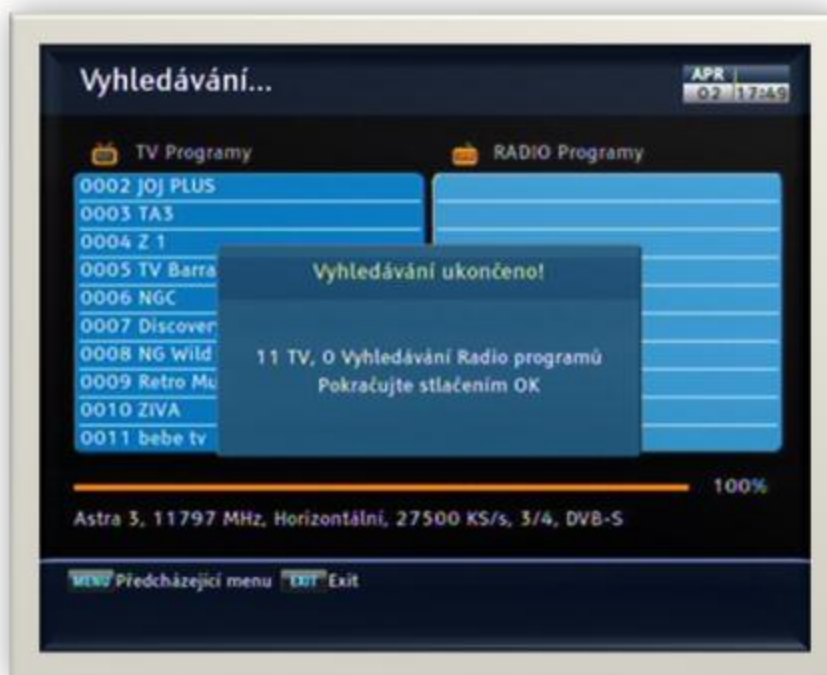 Vyhledávání...
APR
02 17:49
TV Programy
RADIO Programy
0002 JOJ PLUS
0003 TA3
0004 Z 1
0005 TV Barra
0006 NGC
0007 Discover
0008 NG Wild
0009 Retro Mu
0010 ZIVA
0011 bebe tv
Vyhledávání ukončeno!
11 TV, 0 Vyhledávání Radio programů
Pokračujte stlačením OK
100%
Astra 3, 11797 MHz, Horizontální, 27500 KS/s, 3/4, DVB-S
MENU Předcházející menu EXIT Exit